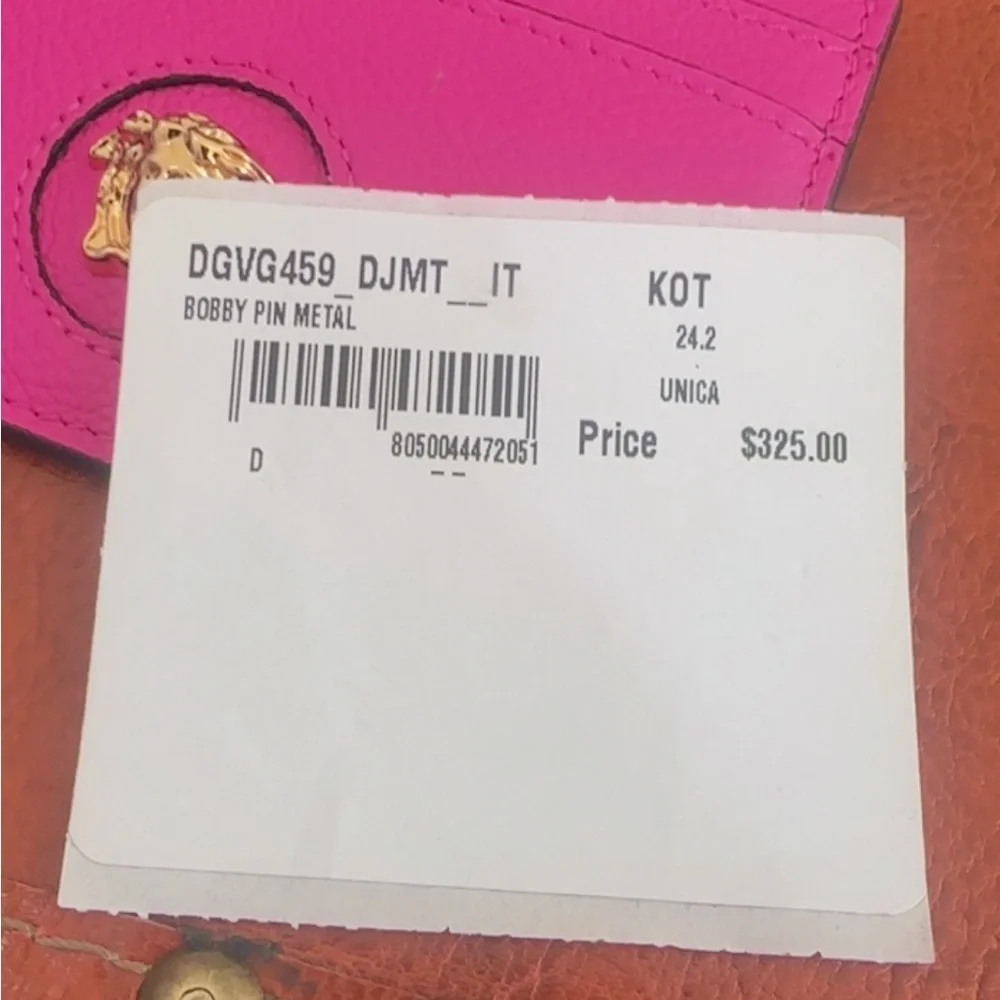 DGVG459_DJMT__IT
BOBBY PIN METAL
8050044472051
D
KOT
24.2
UNICA
Price $325.00